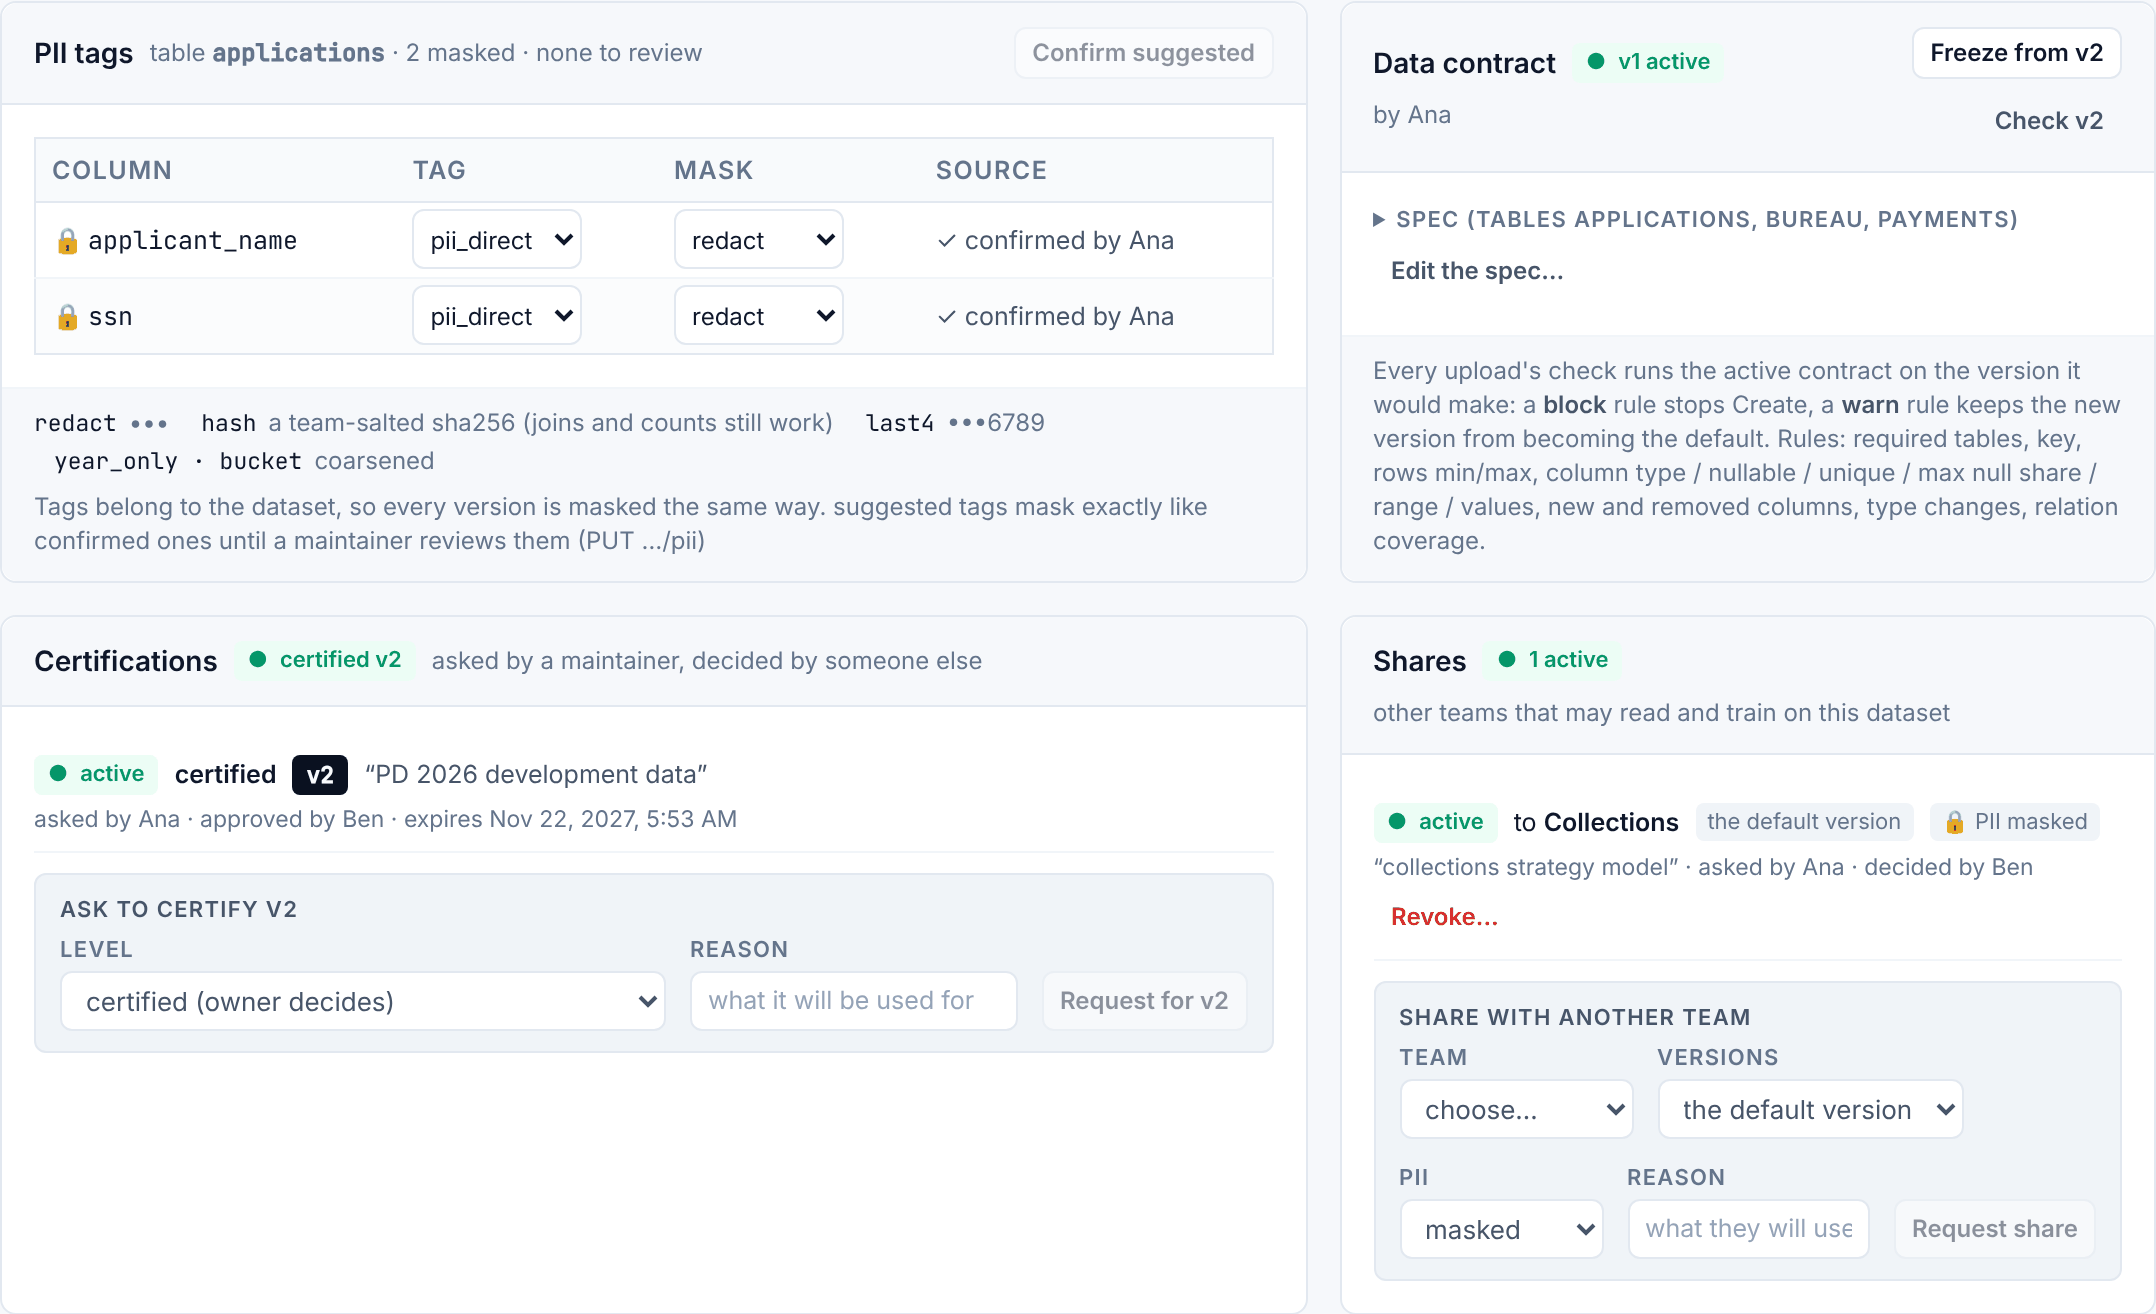 PII tags table applications · 2 masked · none to review
Confirm suggested
COLUMN TAG MASK SOURCE
applicant_name pii_direct redact ✓ confirmed by Ana
ssn pii_direct redact ✓ confirmed by Ana
redact ••• hash a team-salted sha256 (joins and counts still work) last4 •••6789
year_only · bucket coarsened
Tags belong to the dataset, so every version is masked the same way. suggested tags mask exactly like
confirmed ones until a maintainer reviews them (PUT .../pii)
Data contract v1 active
Freeze from v2
by Ana
Check v2
SPEC (TABLES APPLICATIONS, BUREAU, PAYMENTS)
Edit the spec...
Every upload's check runs the active contract on the version it
would make: a block rule stops Create, a warn rule keeps the new
version from becoming the default. Rules: required tables, key,
rows min/max, column type / nullable / unique / max null share /
range / values, new and removed columns, type changes, relation
coverage.
Certifications certified v2 asked by a maintainer, decided by someone else
active certified v2 “PD 2026 development data”
asked by Ana · approved by Ben · expires Nov 22, 2027, 5:53 AM
ASK TO CERTIFY V2
LEVEL REASON
certified (owner decides) what it will be used for Request for v2
Shares 1 active
other teams that may read and train on this dataset
active to Collections the default version PII masked
“collections strategy model” · asked by Ana · decided by Ben
Revoke...
SHARE WITH ANOTHER TEAM
TEAM VERSIONS
choose... the default version
PII REASON
masked what they will use Request share